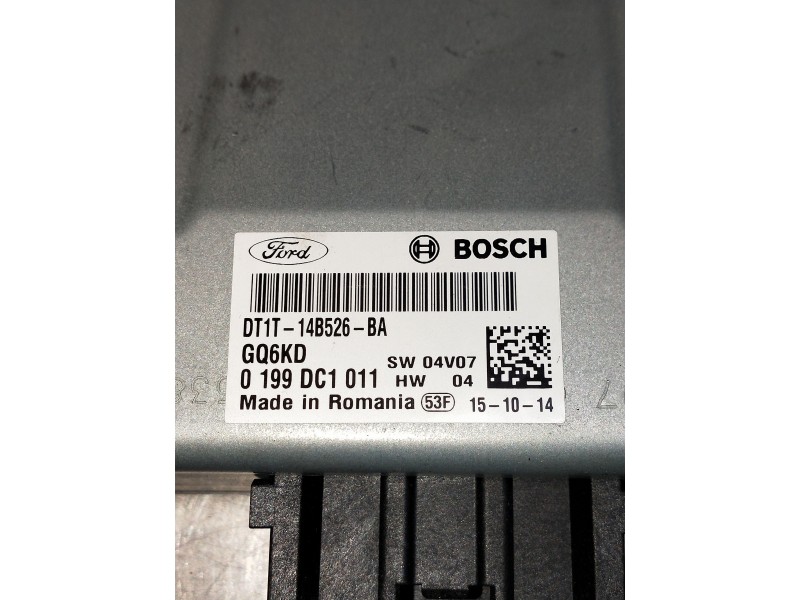 Ford BOSCH
DT1T-14B526-BA
GQ6KD
SW 04V07
0 199 DC1 011 HW 04
Made in Romania 53F 15-10-14